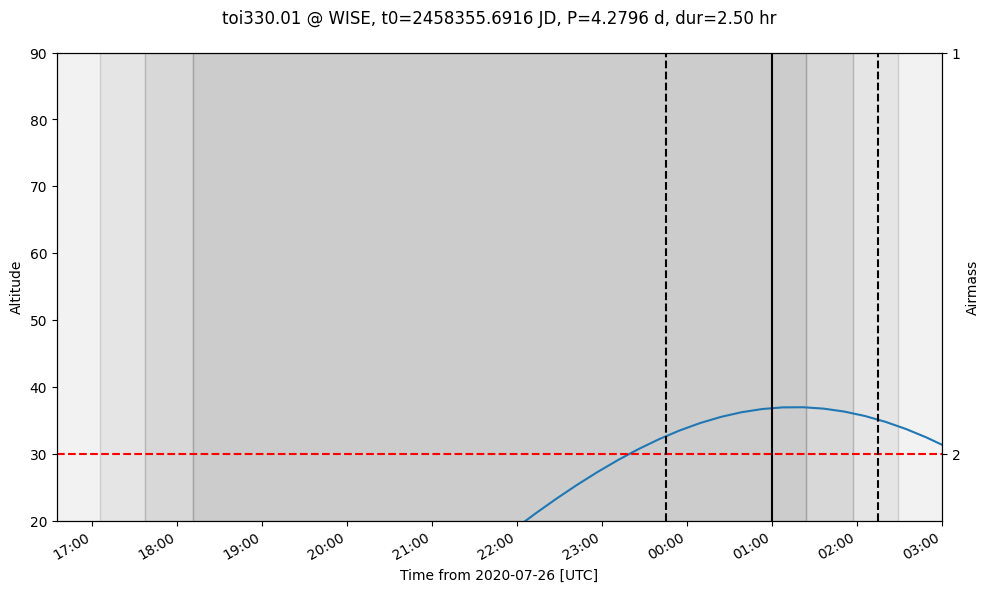 toi330.01 @ WISE, t0=2458355.6916 JD, P=4.2796 d, dur=2.50 hr
90
80
70
60
50
40
30
20
Altitude
1
2
Airmass
17:00 18:00 19:00 20:00 21:00 22:00 23:00 00:00 01:00 02:00 03:00
Time from 2020-07-26 [UTC]